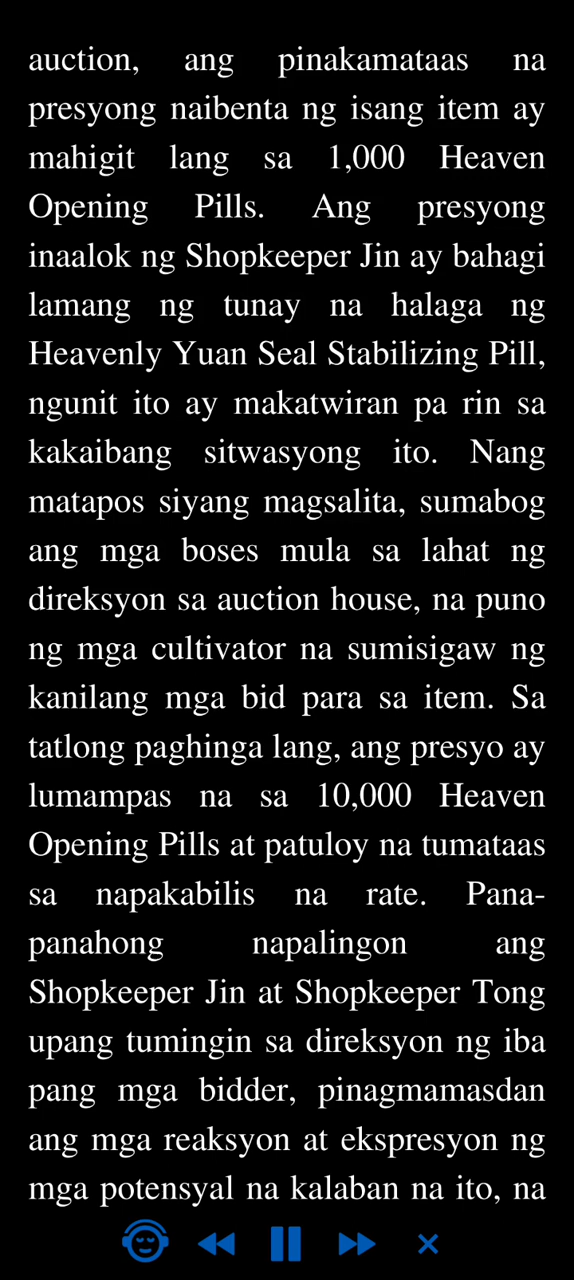 auction, ang pinakamataas na
presyong naibenta ng isang item ay
mahigit lang sa 1,000 Heaven
Opening Pills. Ang presyong
inaalok ng Shopkeeper Jin ay bahagi
lamang ng tunay na halaga ng
Heavenly Yuan Seal Stabilizing Pill,
ngunit ito ay makatwiran pa rin sa
kakaibang sitwasyong ito. Nang
matapos siyang magsalita, sumabog
ang mga boses mula sa lahat ng
direksyon sa auction house, na puno
ng mga cultivator na sumisigaw ng
kanilang mga bid para sa item. Sa
tatlong paghinga lang, ang presyo ay
lumampas na sa 10,000 Heaven
Opening Pills at patuloy na tumataas
sa napakabilis na rate. Pana-
panahong napalingon ang
Shopkeeper Jin at Shopkeeper Tong
upang tumingin sa direksyon ng iba
pang mga bidder, pinagmamasdan
ang mga reaksyon at ekspresyon ng
mga potensyal na kalaban na ito, na